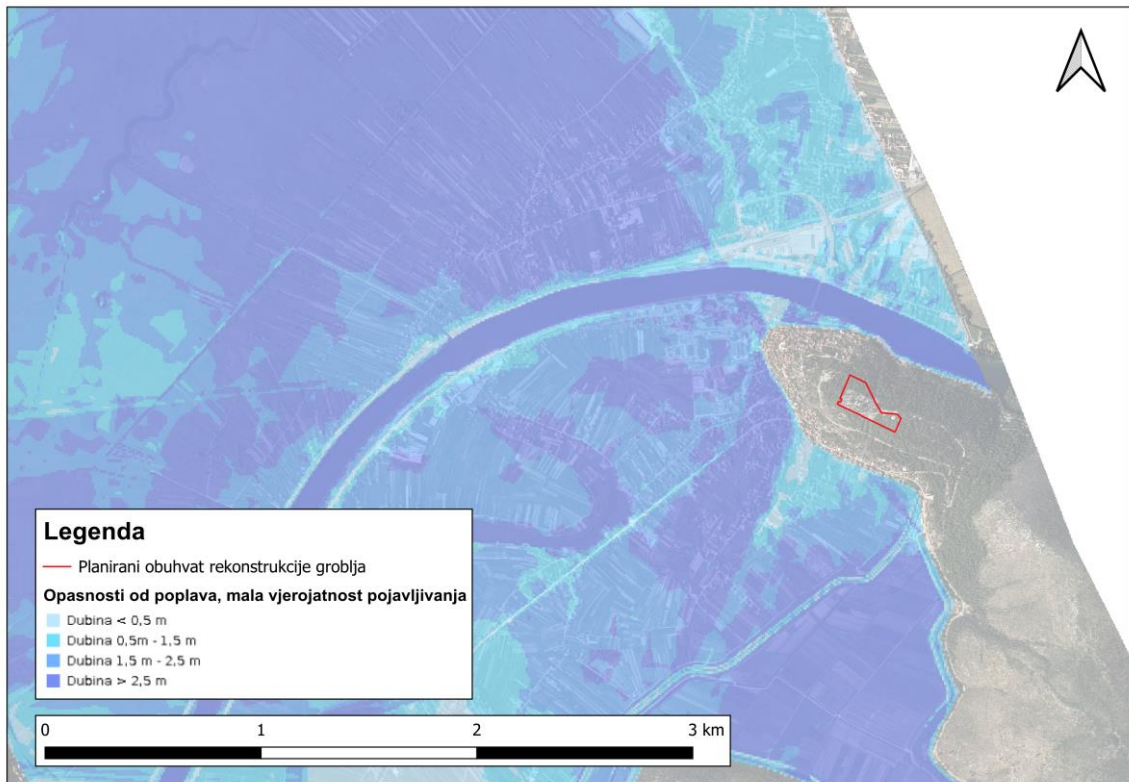 Legenda
Planirani obuhvat rekonstrukcije groblja
Opasnosti od poplava, mala vjerojatnost pojavljivanja
Dubina < 0,5 m
Dubina 0,5m - 1,5 m
Dubina 1,5 m - 2,5 m
Dubina > 2,5 m
0 1 2 3 km